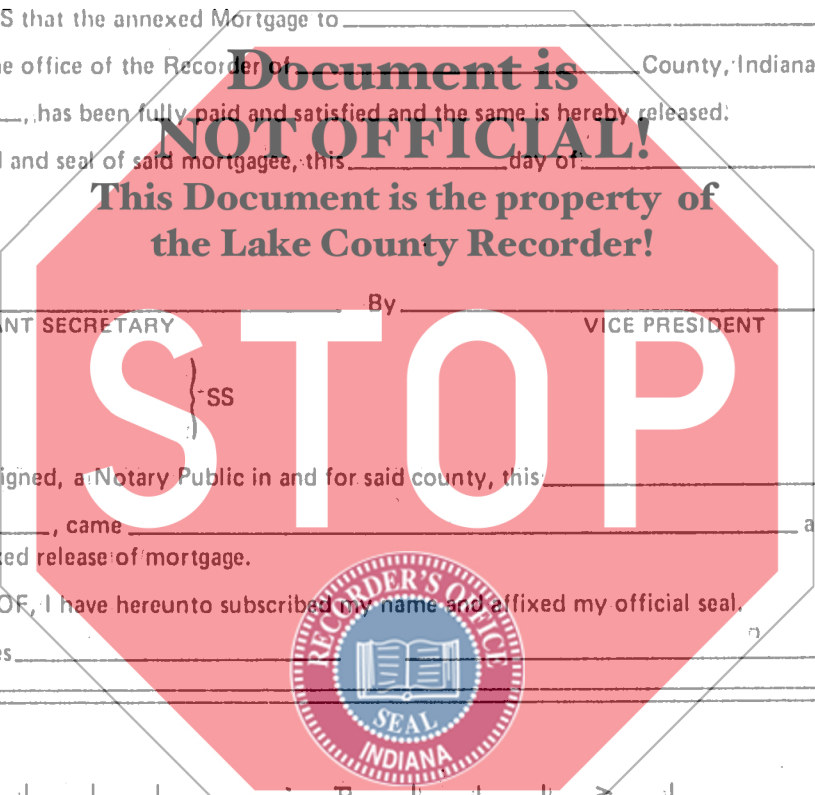 S that the annexed Mortgage to
e office of the Recorder of County, Indiana
Document is
, has been fully paid and satisfied and the same is hereby released.
NOT OFFICIAL!
and seal of said mortgagee, this day of
This Document is the property of
the Lake County Recorder!
By
ANT SECRETARY VICE PRESIDENT
STOP
SS
igned, a Notary Public in and for said county, this
, came a
ed release of mortgage.
OF, I have hereunto subscribed my name and affixed my official seal.
es
RECORDER'S OFFICE
SEAL
INDIANA